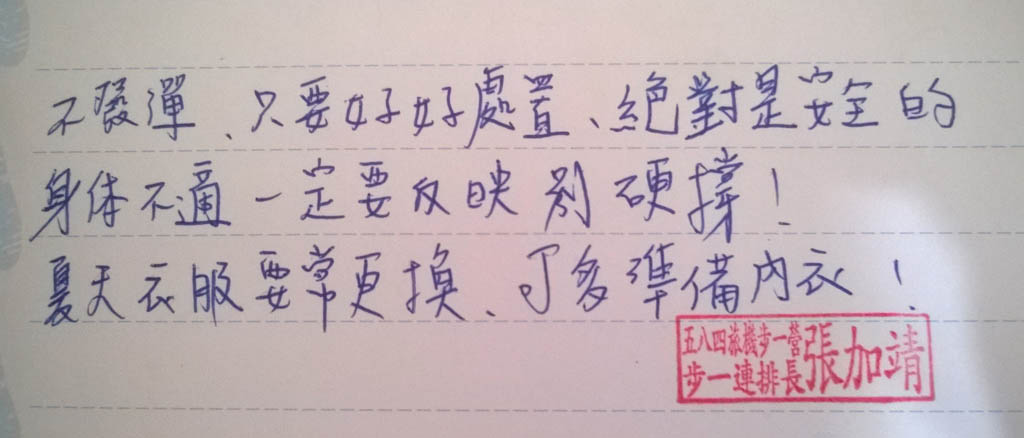 不發彈、只要好好處置、絕對是安全的
身体不適一定要反映別硬撐！
夏天衣服要常更換、可多準備內衣！
五八四旅機步一營
步一連排長張加靖